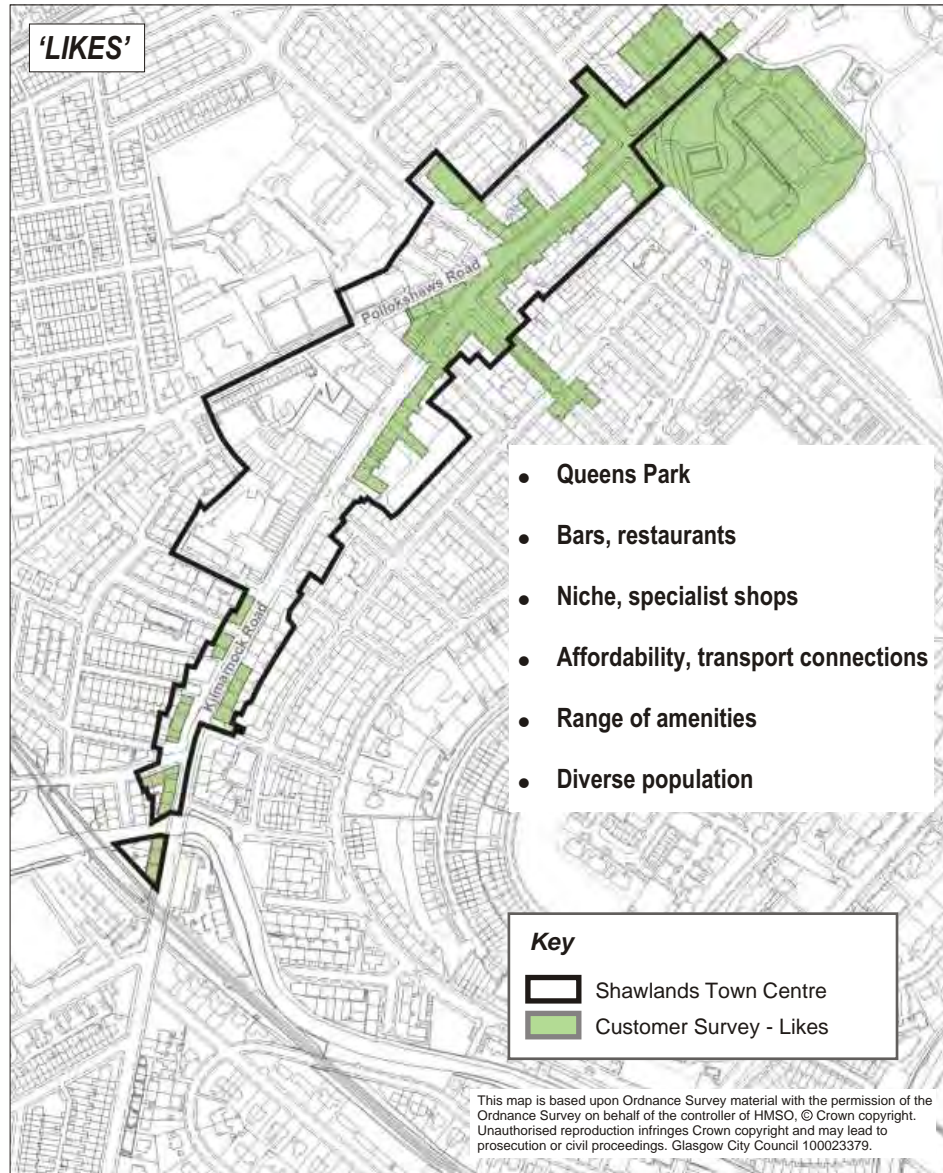 'LIKES'
Pollokshaws Road
• Queens Park
• Bars, restaurants
• Niche, specialist shops
• Affordability, transport connections
• Range of amenities
• Diverse population
Kilmarnock Road
Key
Shawlands Town Centre
Customer Survey - Likes
This map is based upon Ordnance Survey material with the permission of the
Ordnance Survey on behalf of the controller of HMSO, © Crown copyright.
Unauthorised reproduction infringes Crown copyright and may lead to
prosecution or civil proceedings. Glasgow City Council 100023379.